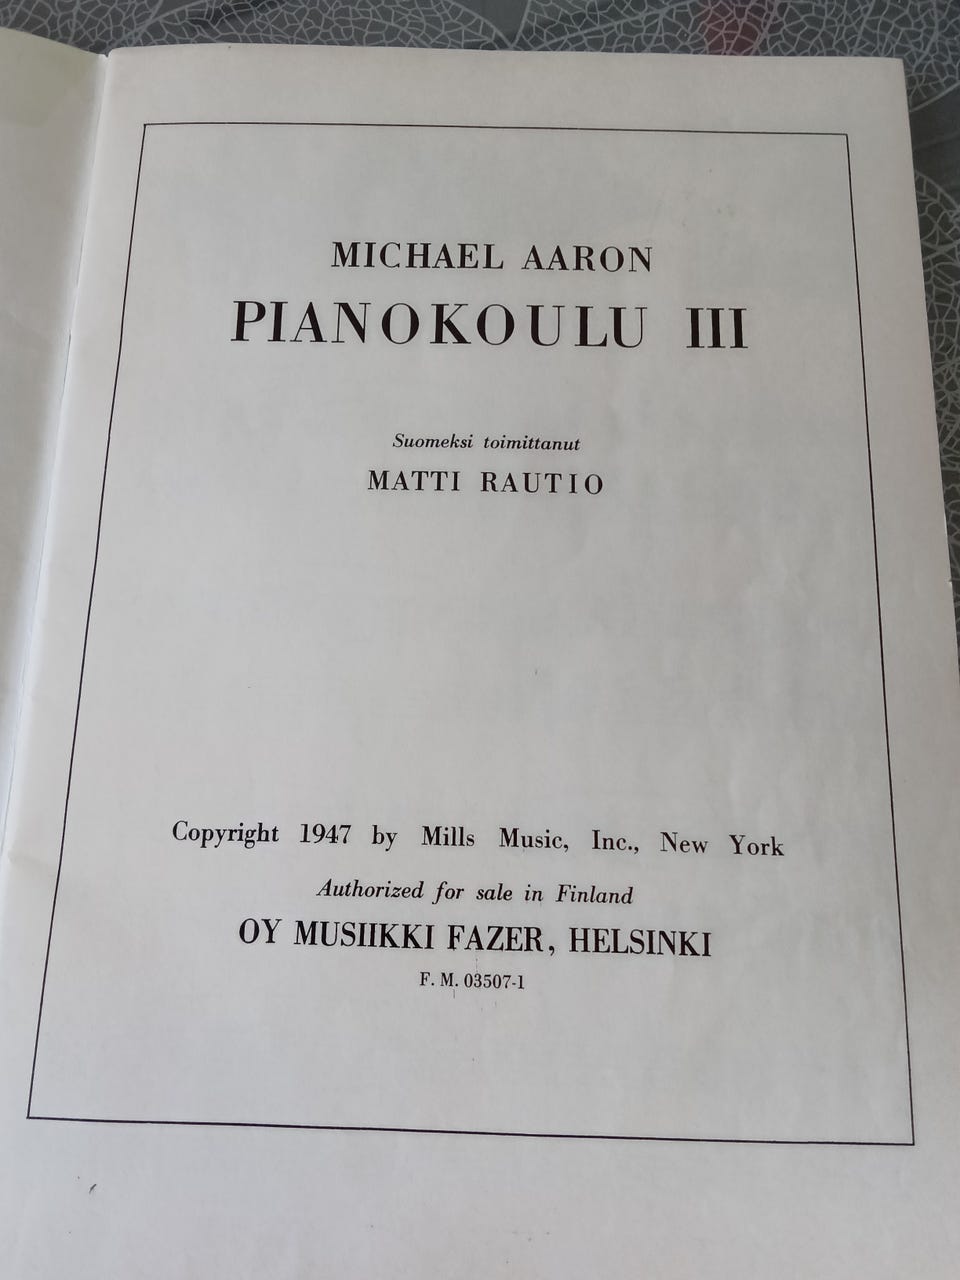 MICHAEL AARON
PIANOKOULU III
Suomeksi toimittanut
MATTI RAUTIO
Copyright 1947 by Mills Music, Inc., New York
Authorized for sale in Finland
OY MUSIIKKI FAZER, HELSINKI
F. M. 03507-1